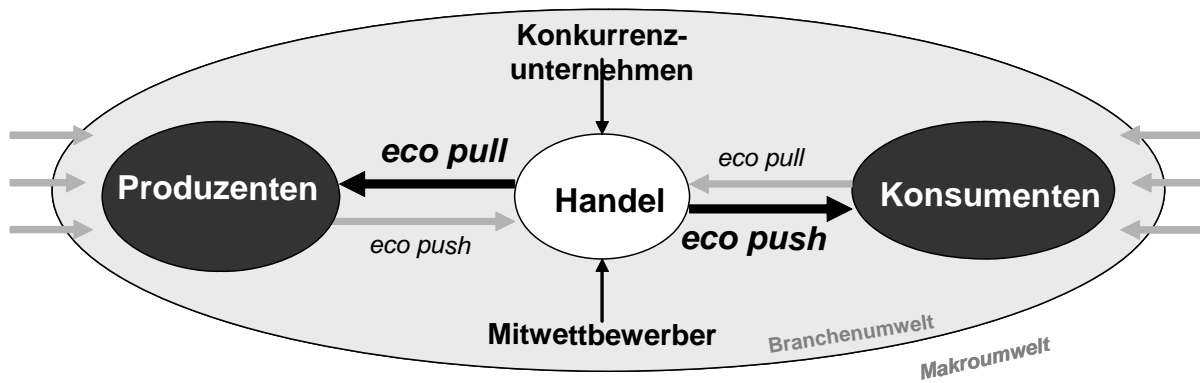 Konkurrenz-
unternehmen
eco pull
eco pull
Produzenten
Handel
Konsumenten
eco push
eco push
Mitwettbewerber
Branchenumwelt
Makroumwelt